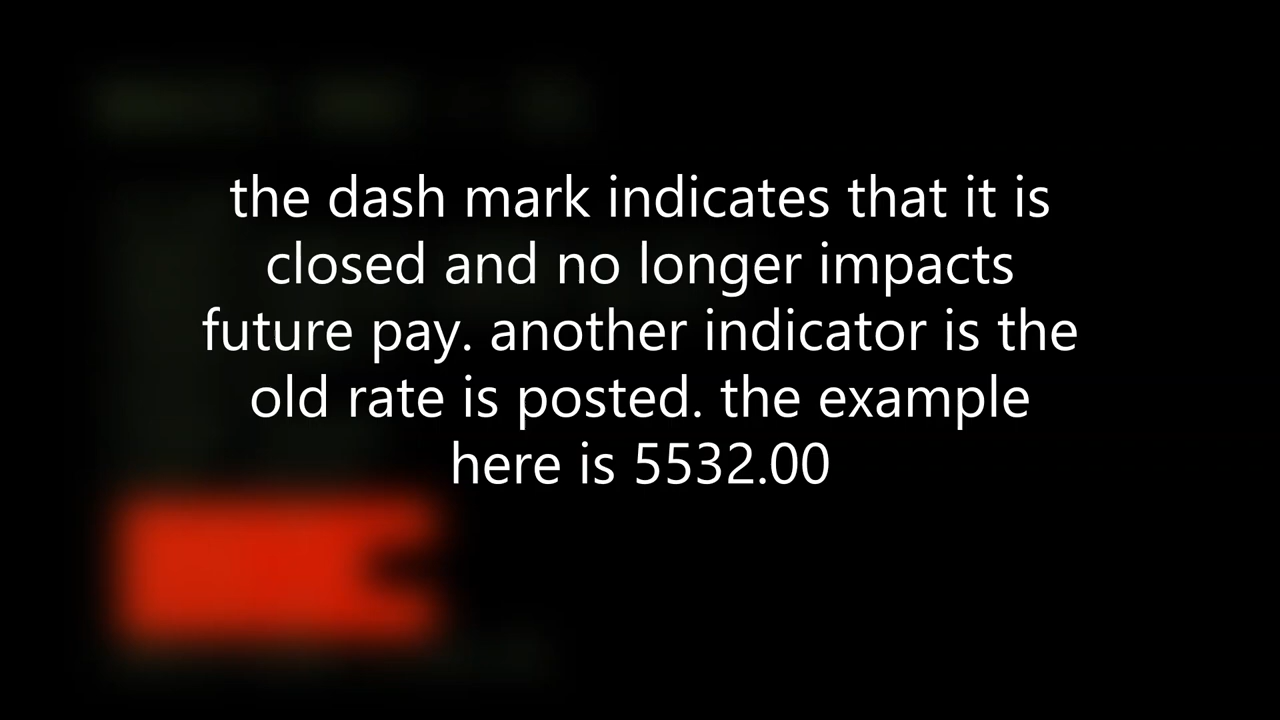 the dash mark indicates that it is
closed and no longer impacts
future pay. another indicator is the
old rate is posted. the example
here is 5532.00